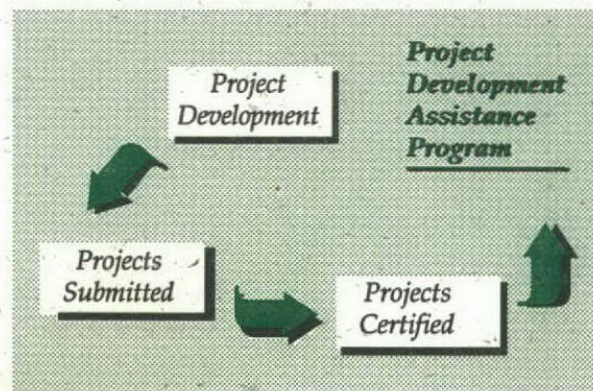 Project
Development
Assistance
Program
Project
Development
Projects
Submitted
Projects
Certified